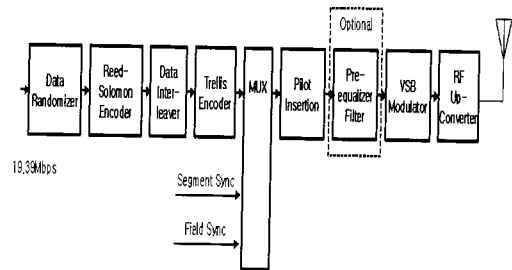 Optional
Data
Randomizer
Reed-
Solomon
Encoder
Data
Inter-
leaver
Trellis
Encoder
MUX
Pilot
Insertion
Pre-
equalizer
Filter
VSB
Modulator
RF
Up-
Converter
19,39Mbps
Segment Sync
Field Sync